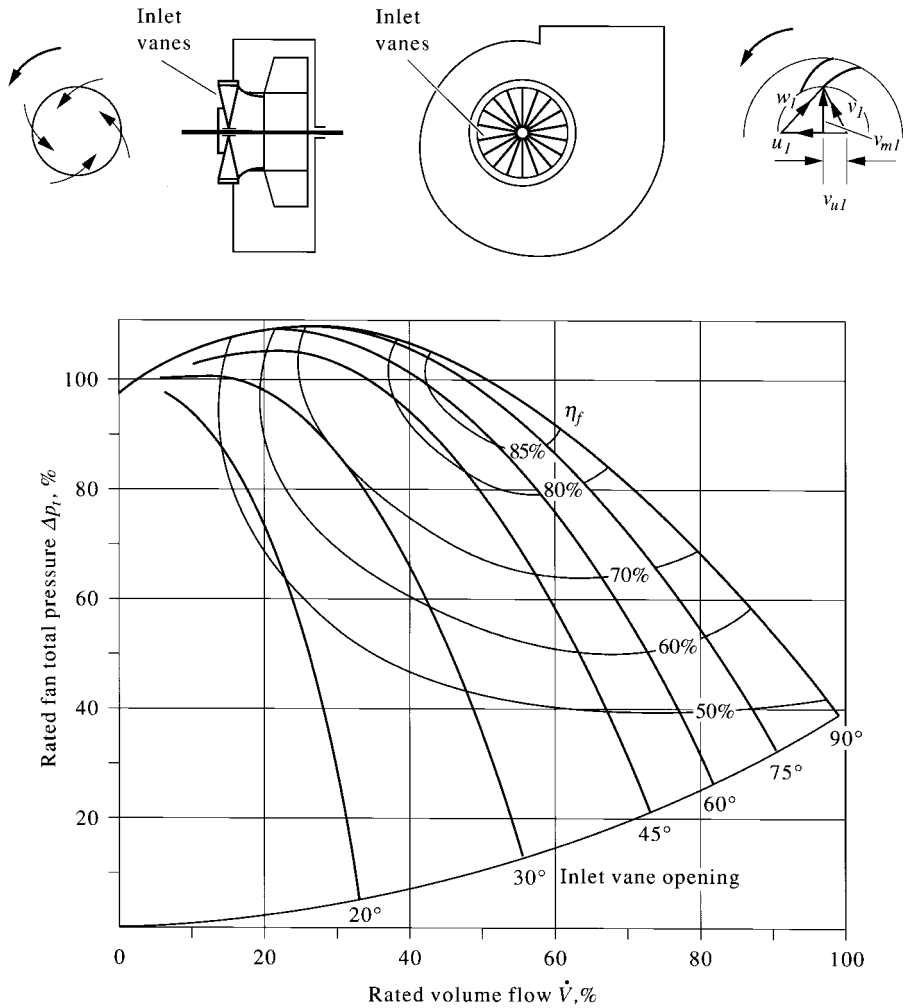 Inlet
vanes
Inlet
vanes
w1
v1
u1
vm1
vu1
ηf
85%
80%
70%
60%
50%
90°
75°
60°
45°
30° Inlet vane opening
20°
100
80
60
40
20
0
0 20 40 60 80 100
Rated fan total pressure Δpt, %
Rated volume flow V̇, %